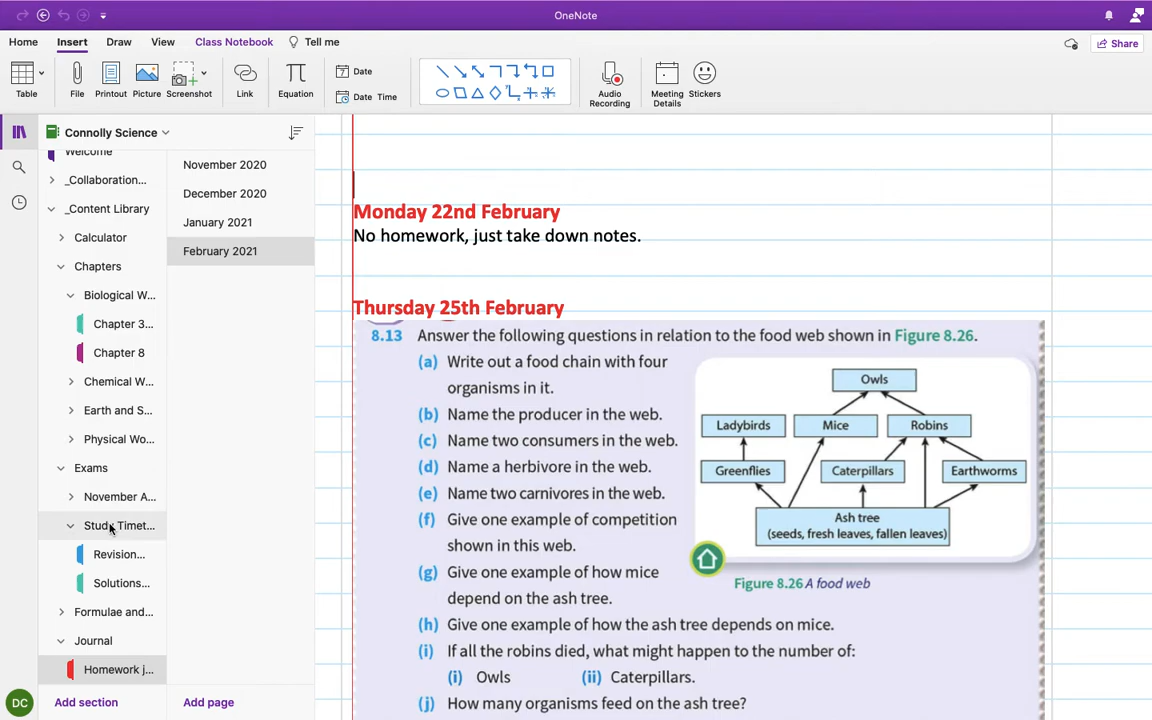 OneNote
Home Insert Draw View Class Notebook Tell me
Share
Table
File
Printout
Picture
Screenshot
Link
Equation
Date
Date Time
Audio Recording
Meeting Details
Stickers
Connolly Science
Welcome
_Collaboration...
_Content Library
Calculator
Chapters
Biological W...
Chapter 3...
Chapter 8
Chemical W...
Earth and S...
Physical Wo...
Exams
November A...
Study Timet...
Revision...
Solutions...
Formulae and...
Journal
Homework j...
DC
Add section
November 2020
December 2020
January 2021
February 2021
Add page
Monday 22nd February
No homework, just take down notes.
Thursday 25th February
8.13 Answer the following questions in relation to the food web shown in Figure 8.26.
(a) Write out a food chain with four
organisms in it.
(b) Name the producer in the web.
(c) Name two consumers in the web.
(d) Name a herbivore in the web.
(e) Name two carnivores in the web.
(f) Give one example of competition
shown in this web.
(g) Give one example of how mice
depend on the ash tree.
(h) Give one example of how the ash tree depends on mice.
(i) If all the robins died, what might happen to the number of:
(i) Owls (ii) Caterpillars.
(j) How many organisms feed on the ash tree?
Owls
Ladybirds Mice Robins
Greenflies Caterpillars Earthworms
Ash tree
(seeds, fresh leaves, fallen leaves)
Figure 8.26 A food web